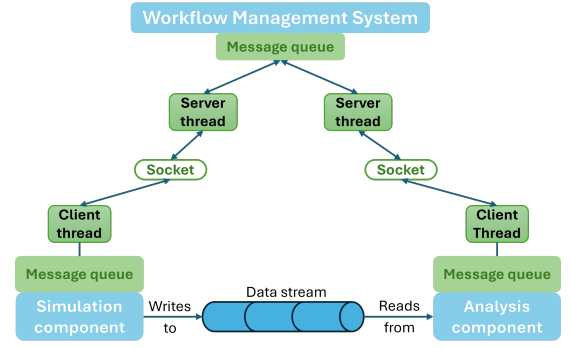 Workflow Management System
Message queue
Server
thread
Server
thread
Socket
Socket
Client
thread
Client
Thread
Message queue
Message queue
Simulation
component
Writes
to
Data stream
Reads
from
Analysis
component